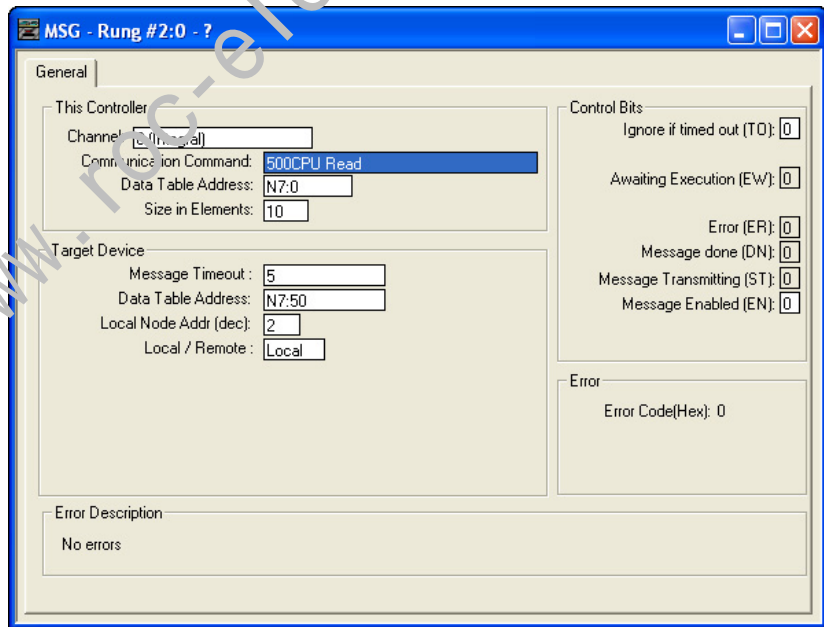 MSG - Rung #2:0 - ?
General
This Controller
Channel: (Integral)
Communication Command: 500CPU Read
Data Table Address: N7:0
Size in Elements: 10
Target Device
Message Timeout : 5
Data Table Address: N7:50
Local Node Addr (dec): 2
Local / Remote : Local
Control Bits
Ignore if timed out (TO): 0
Awaiting Execution (EW): 0
Error (ER): 0
Message done (DN): 0
Message Transmitting (ST): 0
Message Enabled (EN): 0
Error
Error Code(Hex): 0
Error Description
No errors